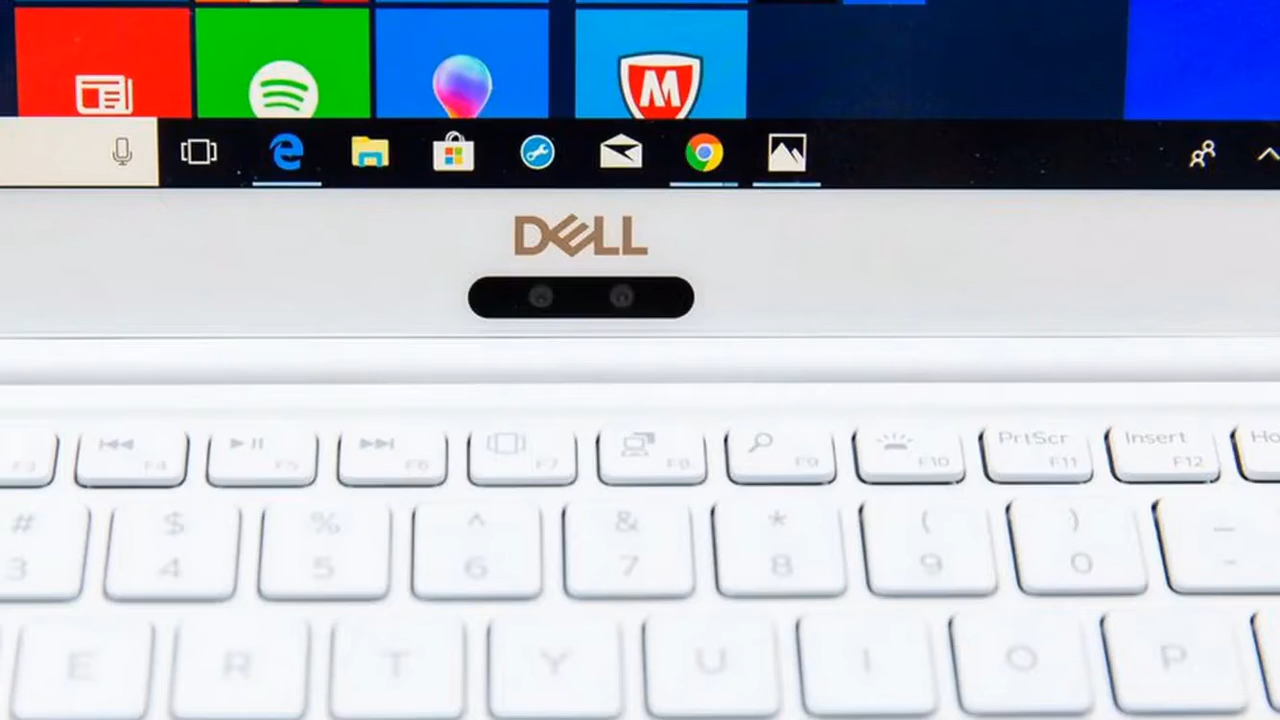 M
DELL
F3 F4 F5 F6 F7 F8 F9 F10 PrtScr F11 Insert F12 Ho
# $ % ^ & * ( ) _
3 4 5 6 7 8 9 0 -
E R T Y U I O P